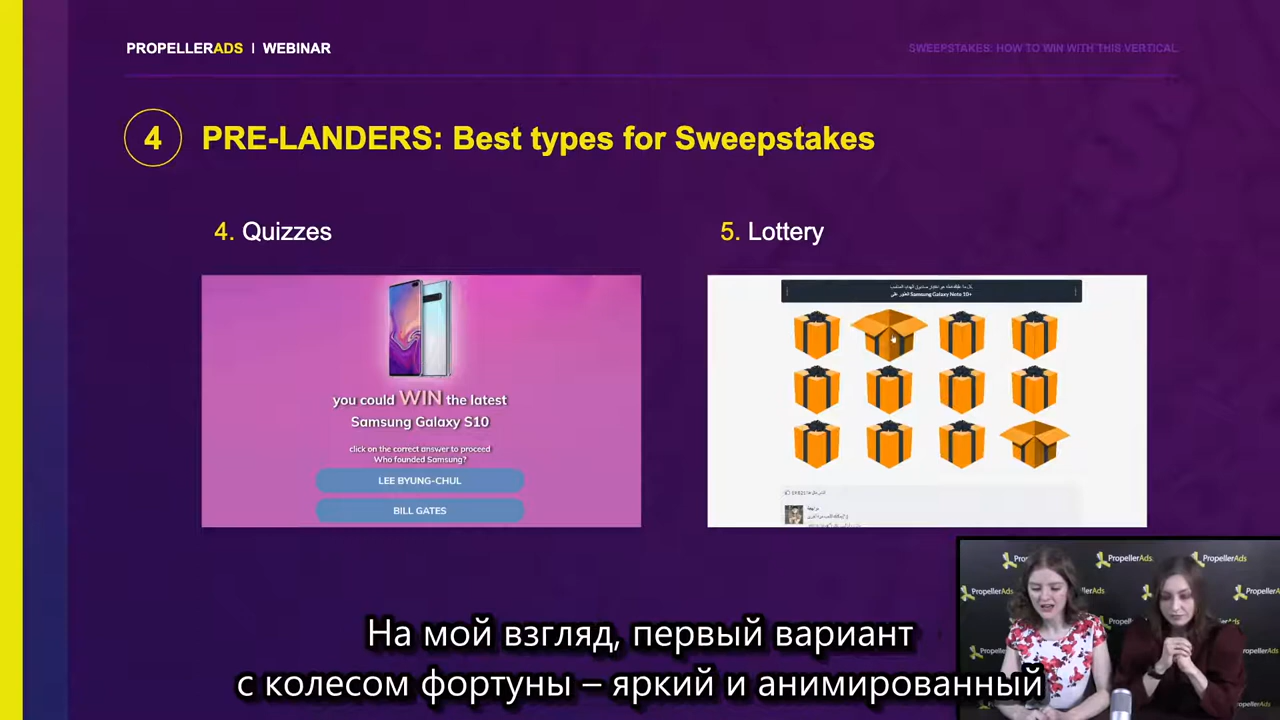 PROPELLERADS | WEBINAR
SWEEPSTAKES: HOW TO WIN WITH THIS VERTICAL
4
PRE-LANDERS: Best types for Sweepstakes
4. Quizzes
5. Lottery
you could WIN the latest
Samsung Galaxy S10
click on the correct answer to proceed
Who founded Samsung?
LEE BYUNG-CHUL
BILL GATES
Samsung Galaxy Note 10+
PropellerAds
PropellerAds
PropellerAds
PropellerAds
На мой взгляд, первый вариант
с колесом фортуны – яркий и анимированный